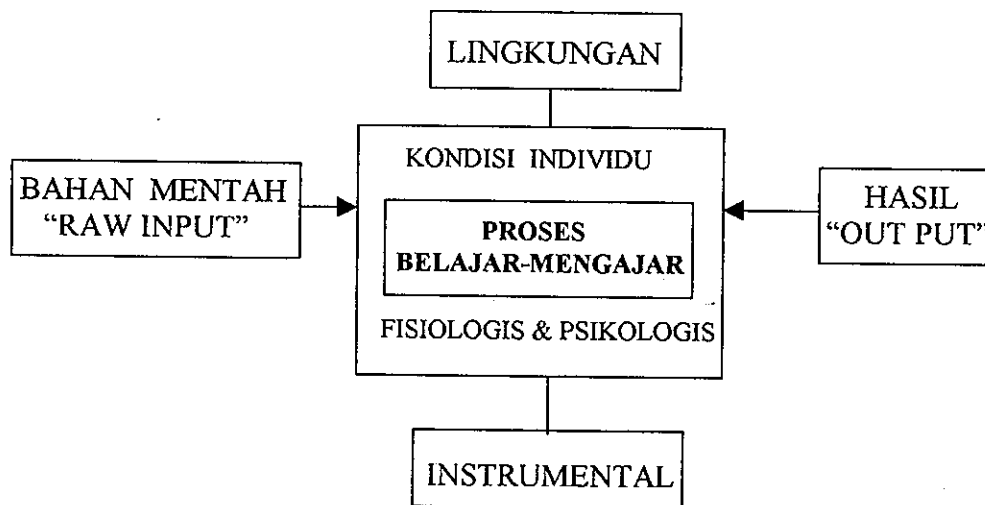 LINGKUNGAN
KONDISI INDIVIDU
BAHAN MENTAH
“RAW INPUT”
PROSES
BELAJAR-MENGAJAR
HASIL
“OUT PUT”
FISIOLOGIS & PSIKOLOGIS
INSTRUMENTAL